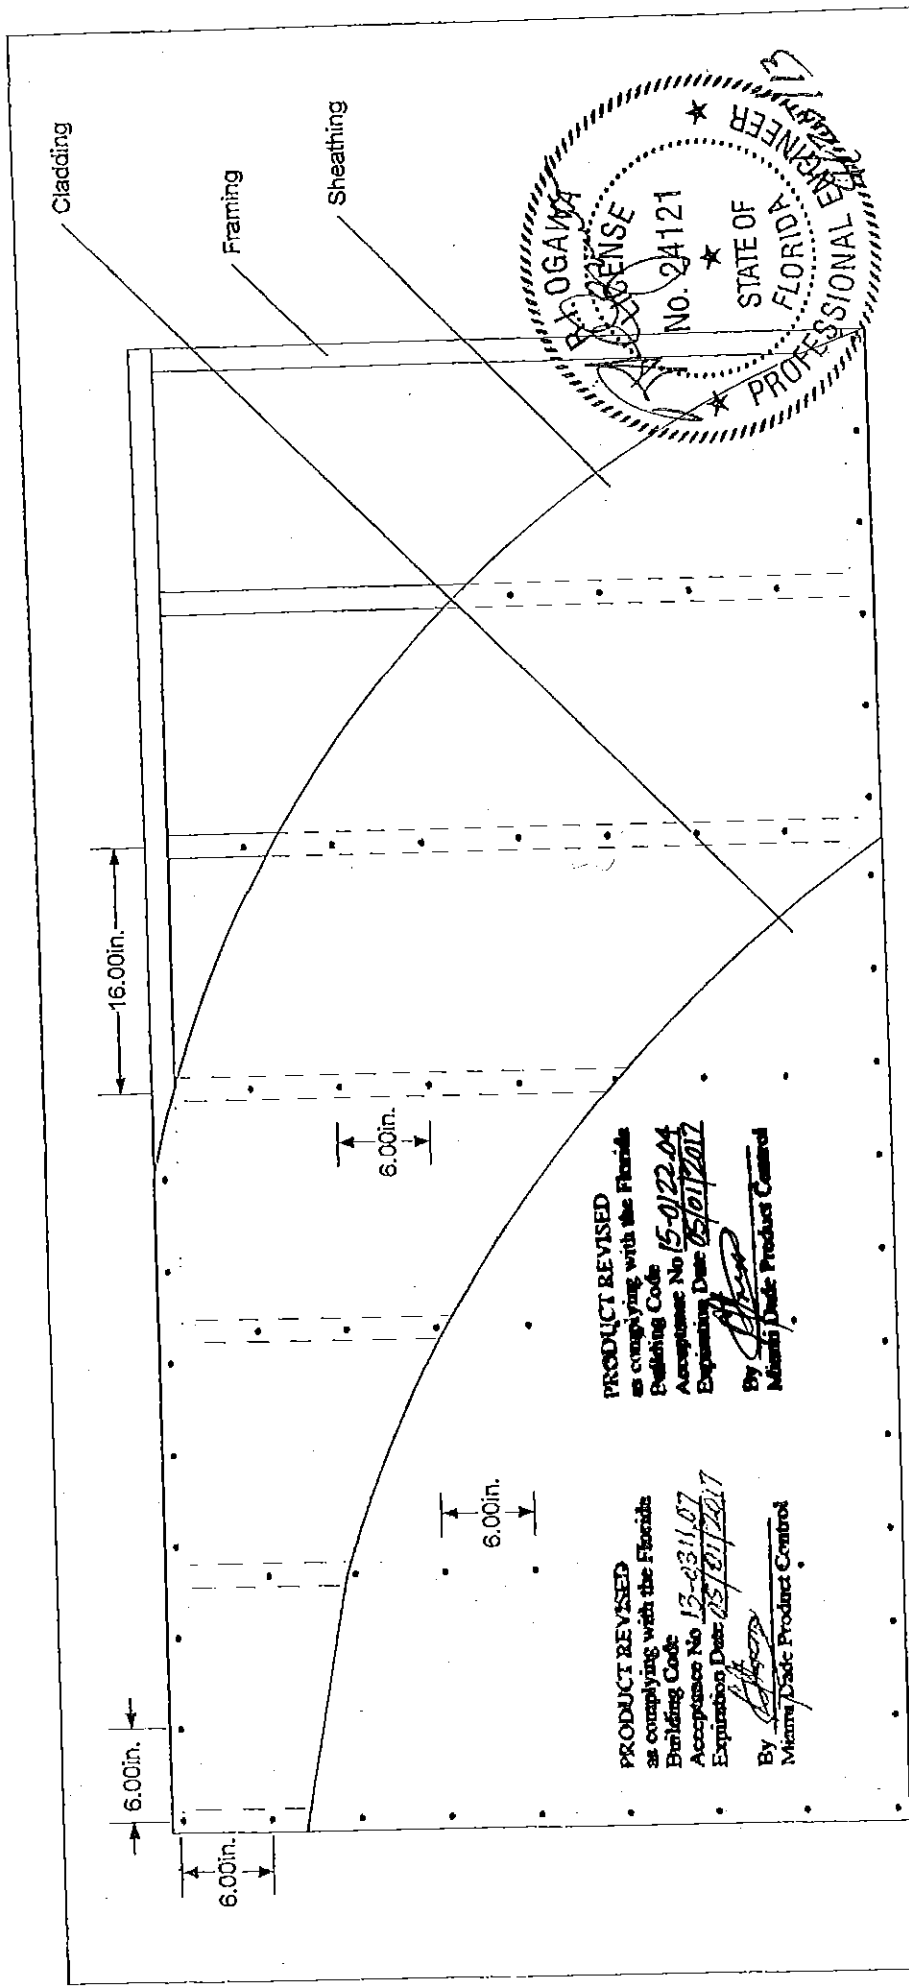 Cladding
Framing
Sheathing
16.00in.
6.00in.
6.00in.
6.00in.
6.00in.
PRODUCT REVISED
as complying with the Florida
Building Code
Acceptance No 13-0311.07
Expiration Date 05/01/2017
By
Miami Dade Product Control
PRODUCT REVISED
as complying with the Florida
Building Code
Acceptance No 15-0122.04
Expiration Date 05/01/2017
By
Miami Dade Product Control
OGAWA
LICENSE
No. 24121
STATE OF
FLORIDA
PROFESSIONAL ENGINEER